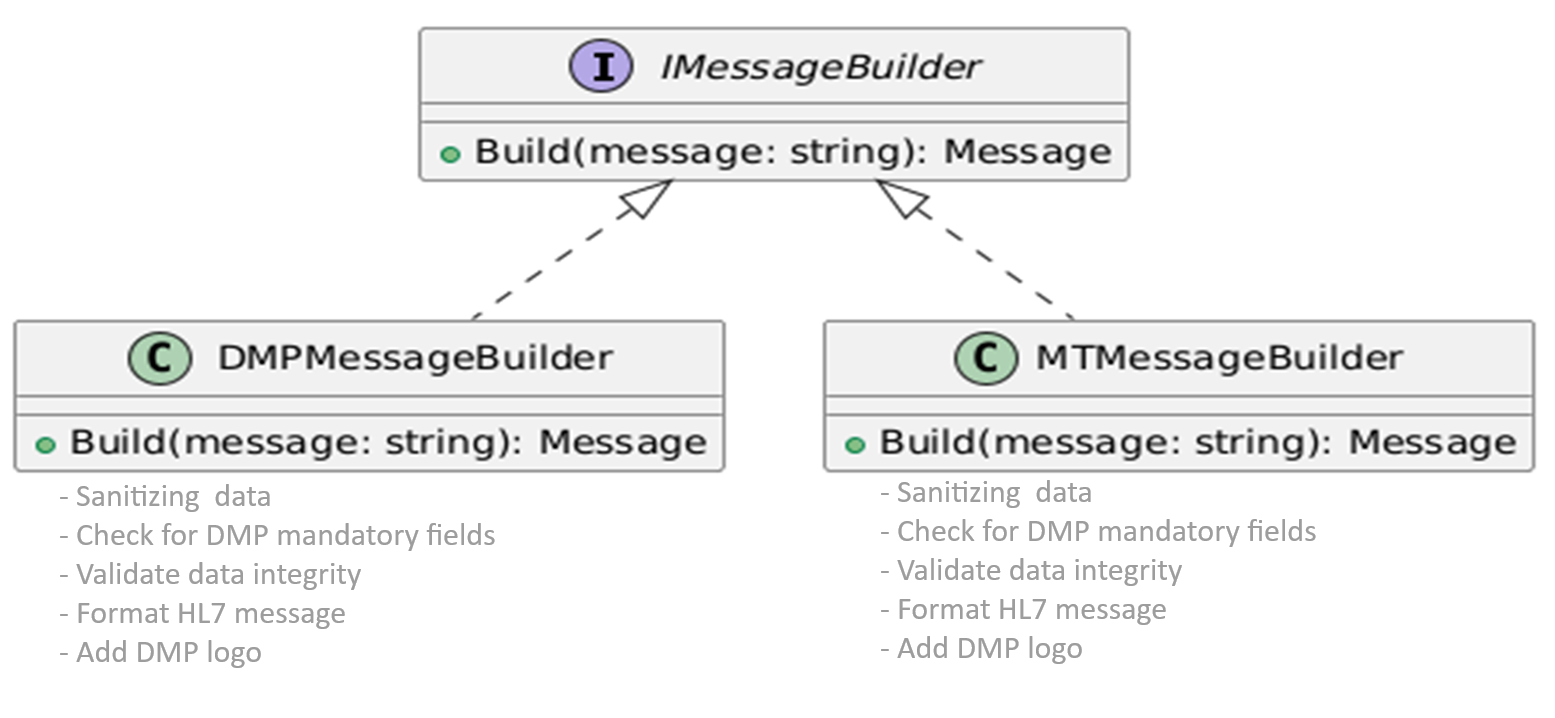 I IMessageBuilder
Build(message: string): Message
C DMPMessageBuilder
Build(message: string): Message
- Sanitizing  data
- Check for DMP mandatory fields
- Validate data integrity
- Format HL7 message
- Add DMP logo
C MTMessageBuilder
Build(message: string): Message
- Sanitizing  data
- Check for DMP mandatory fields
- Validate data integrity
- Format HL7 message
- Add DMP logo